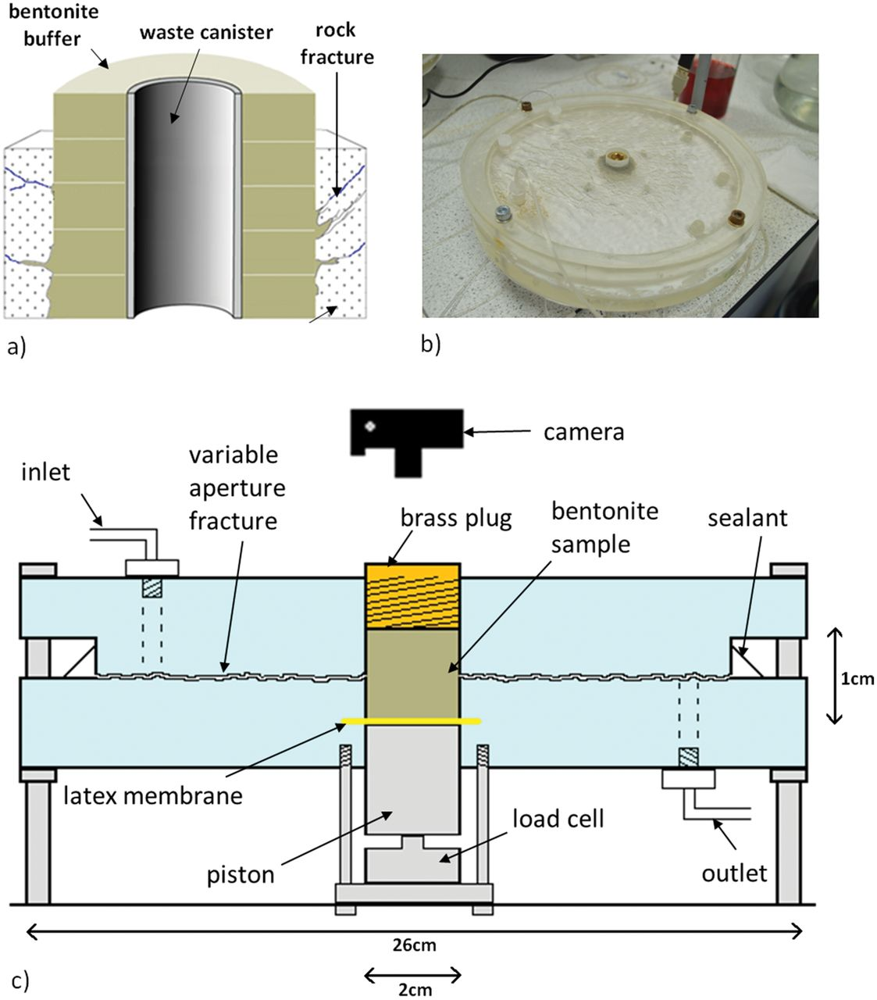 bentonite
buffer
waste canister
rock
fracture
a)
b)
camera
variable
aperture
fracture
inlet
brass plug
bentonite
sample
sealant
1cm
latex membrane
load cell
piston
outlet
26cm
2cm
c)